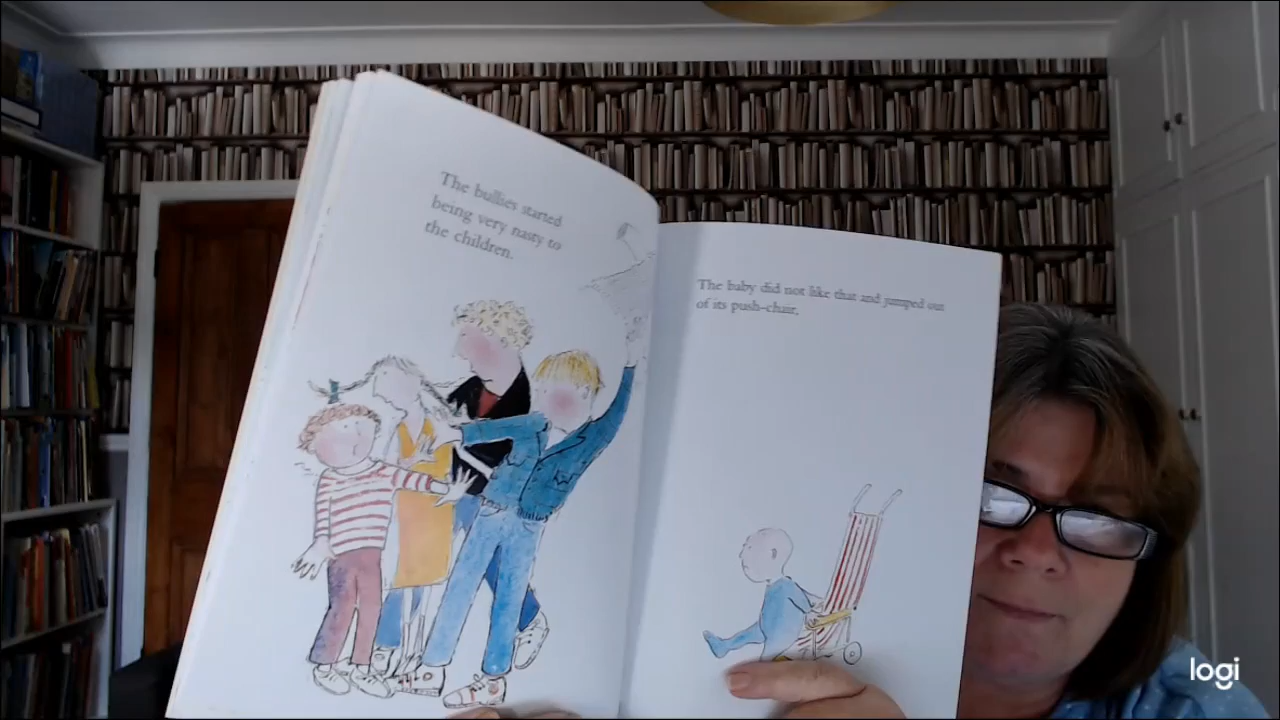 The bullies started
being very nasty to
the children.
The baby did not like that and jumped out
of its push-chair.
logi